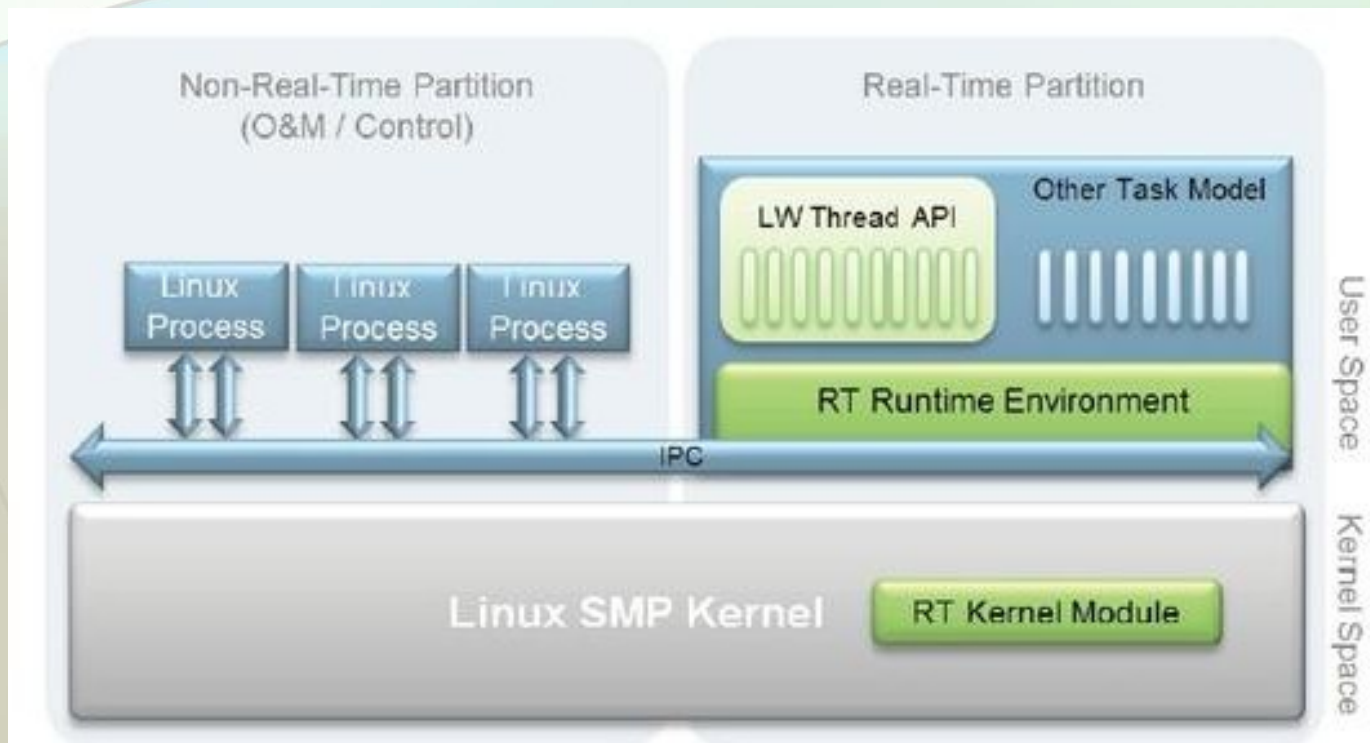 Non-Real-Time Partition
(O&M / Control)
Real-Time Partition
Linux
Process
Linux
Process
Linux
Process
LW Thread API
Other Task Model
RT Runtime Environment
IPC
User Space
Linux SMP Kernel
RT Kernel Module
Kernel Space